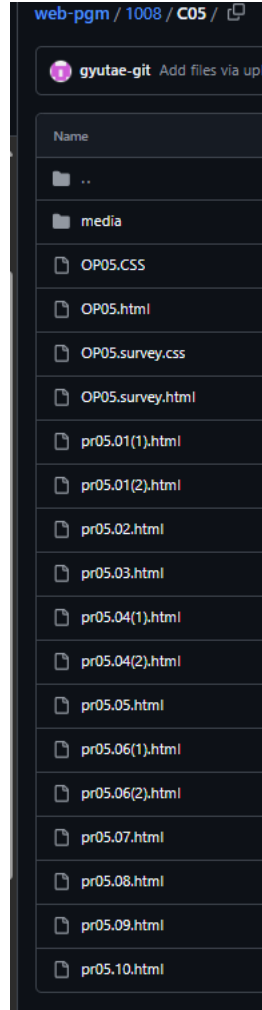 web-pgm / 1008 / C05 /
gyutae-git Add files via upl
Name
..
media
OP05.CSS
OP05.html
OP05.survey.css
OP05.survey.html
pr05.01(1).html
pr05.01(2).html
pr05.02.html
pr05.03.html
pr05.04(1).html
pr05.04(2).html
pr05.05.html
pr05.06(1).html
pr05.06(2).html
pr05.07.html
pr05.08.html
pr05.09.html
pr05.10.html